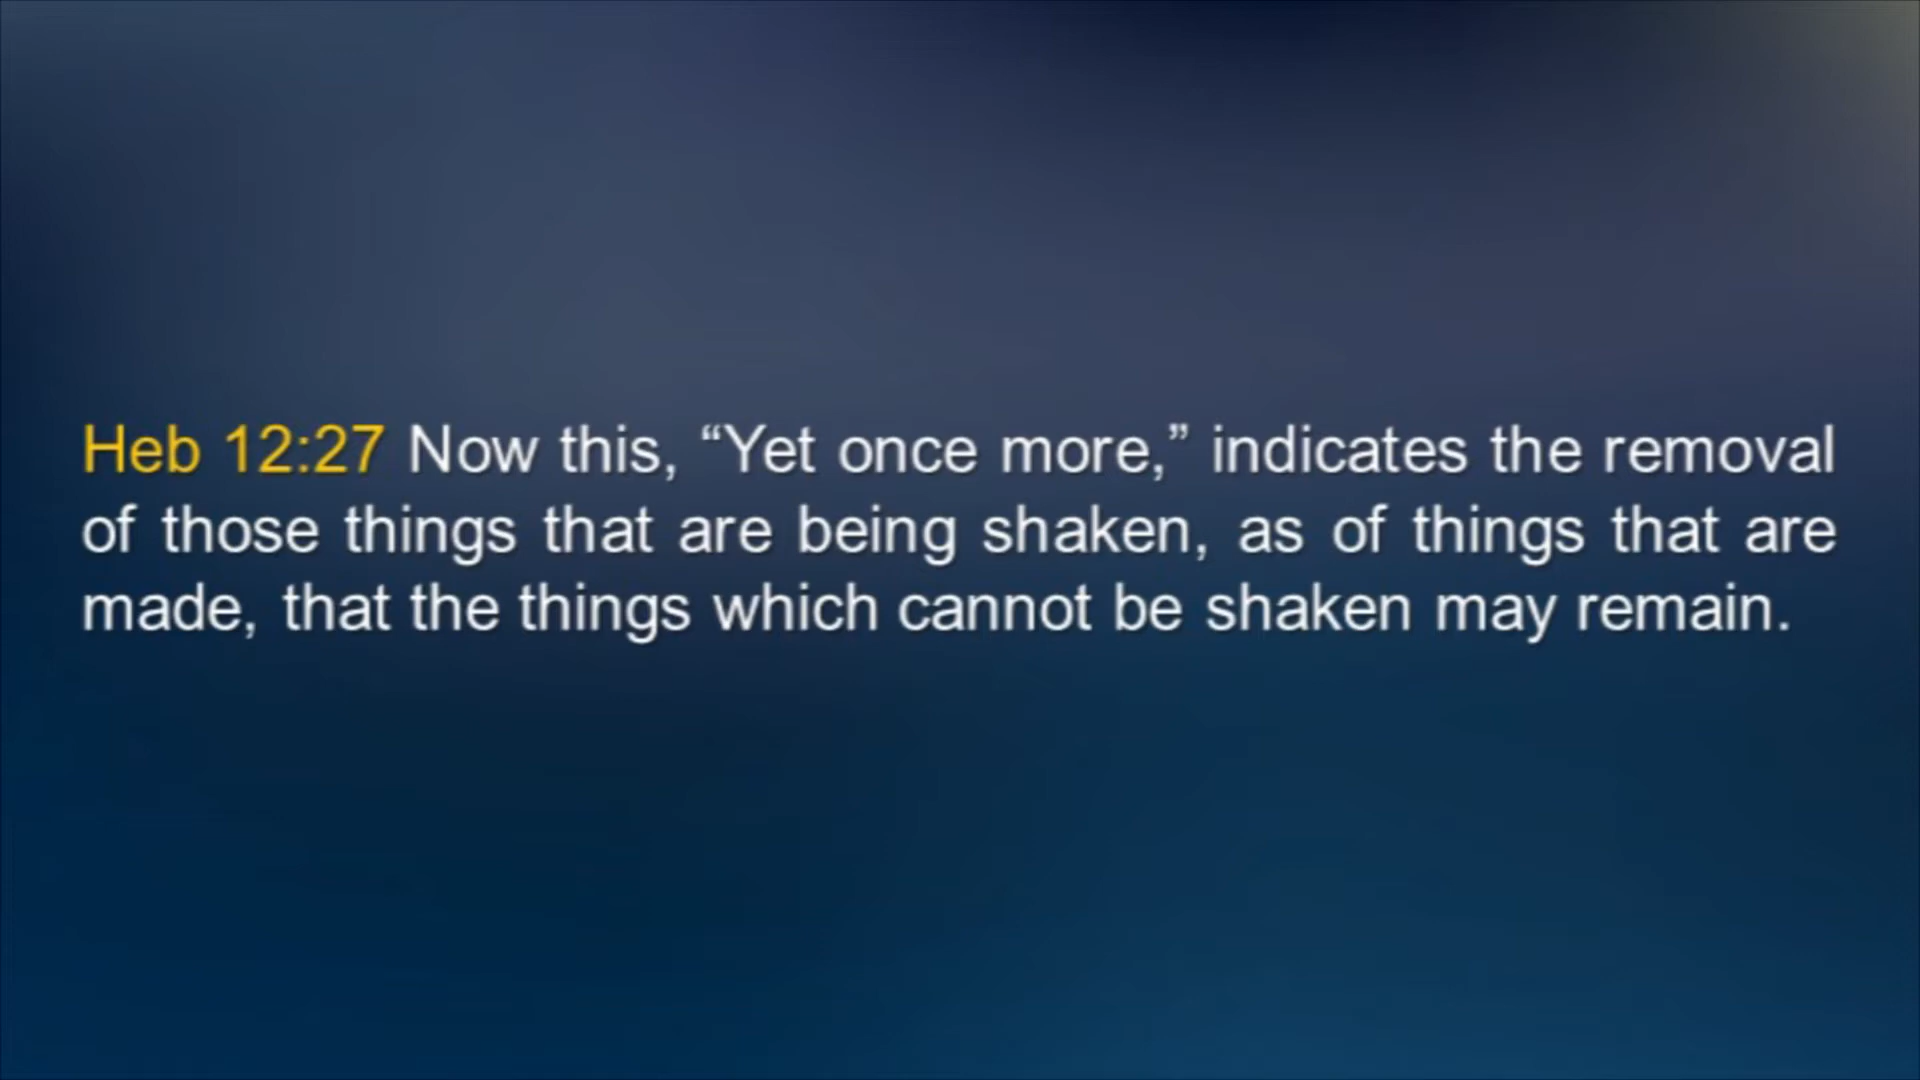 Heb 12:27 Now this, “Yet once more,” indicates the removal
of those things that are being shaken, as of things that are
made, that the things which cannot be shaken may remain.